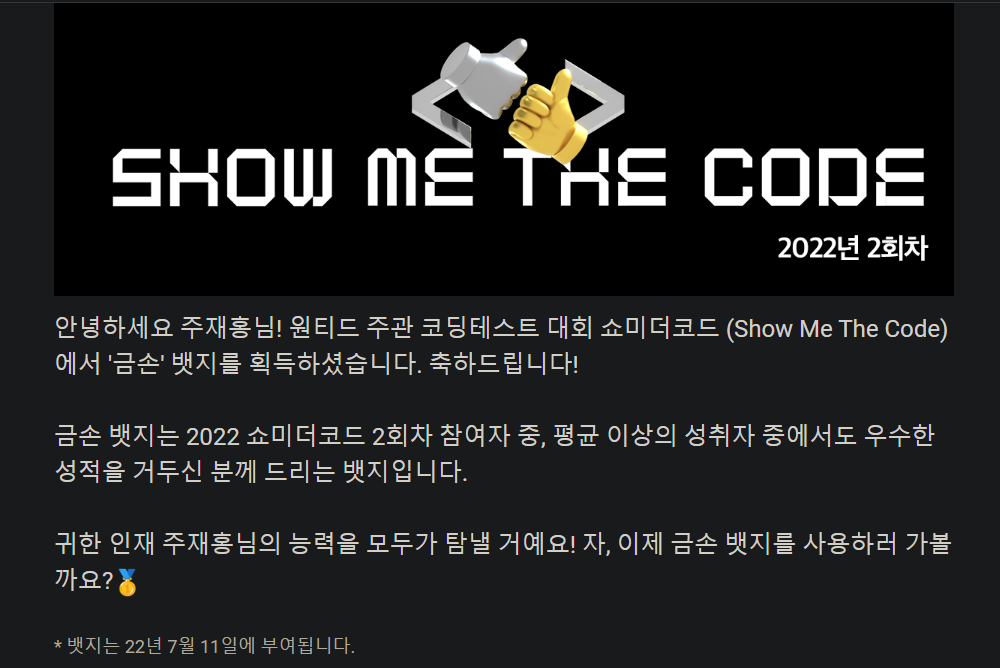 SHOW ME THE CODE
2022년 2회차
안녕하세요 주재홍님! 원티드 주관 코딩테스트 대회 쇼미더코드 (Show Me The Code)
에서 '금손' 뱃지를 획득하셨습니다. 축하드립니다!
금손 뱃지는 2022 쇼미더코드 2회차 참여자 중, 평균 이상의 성취자 중에서도 우수한
성적을 거두신 분께 드리는 뱃지입니다.
귀한 인재 주재홍님의 능력을 모두가 탐낼 거예요! 자, 이제 금손 뱃지를 사용하러 가볼
까요?🥇
* 뱃지는 22년 7월 11일에 부여됩니다.